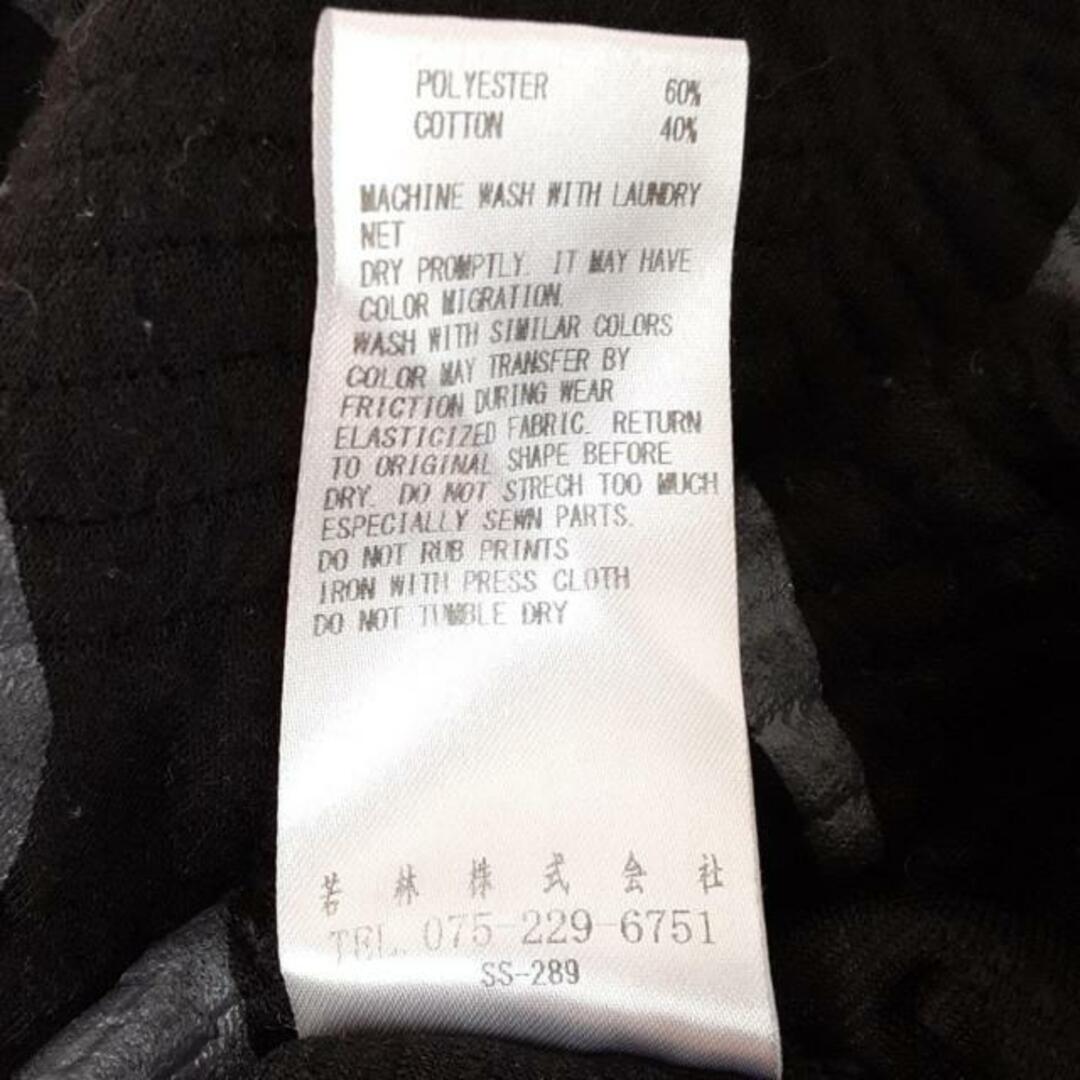 POLYESTER 60%
COTTON 40%
MACHINE WASH WITH LAUNDRY
NET
DRY PROMPTLY. IT MAY HAVE
COLOR MIGRATION.
WASH WITH SIMILAR COLORS
COLOR MAY TRANSFER BY
FRICTION DURING WEAR
ELASTICIZED FABRIC. RETURN
TO ORIGINAL SHAPE BEFORE
DRY. DO NOT STRECH TOO MUCH
ESPECIALLY SEWN PARTS.
DO NOT RUB PRINTS
IRON WITH PRESS CLOTH
DO NOT TUMBLE DRY
若林株式会社
TEL. 075-229-6751
SS-289